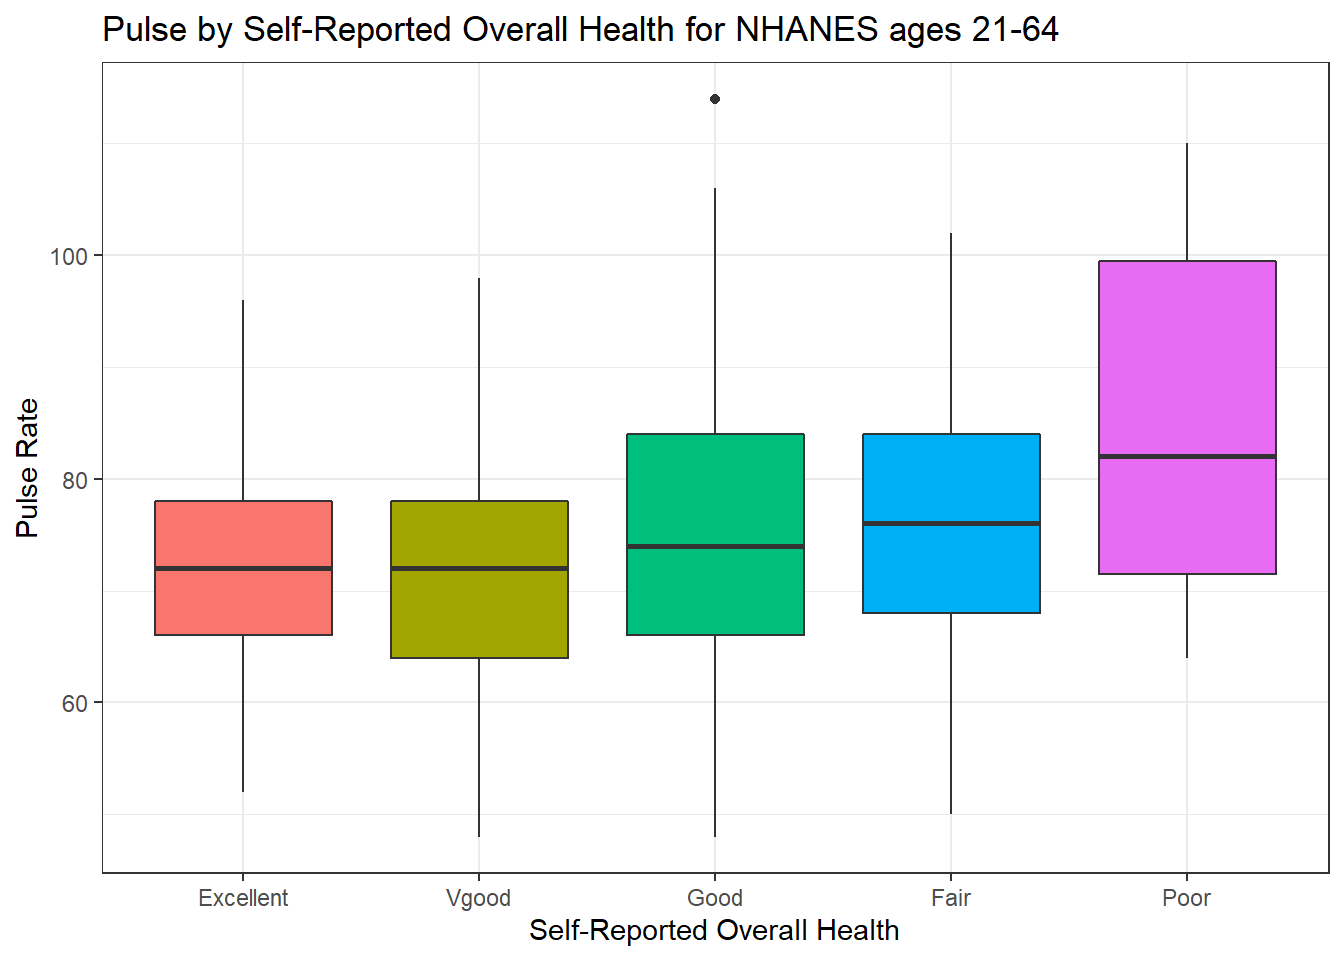 Pulse by Self-Reported Overall Health for NHANES ages 21-64
Pulse Rate
100
80
60
Excellent Vgood Good Fair Poor
Self-Reported Overall Health